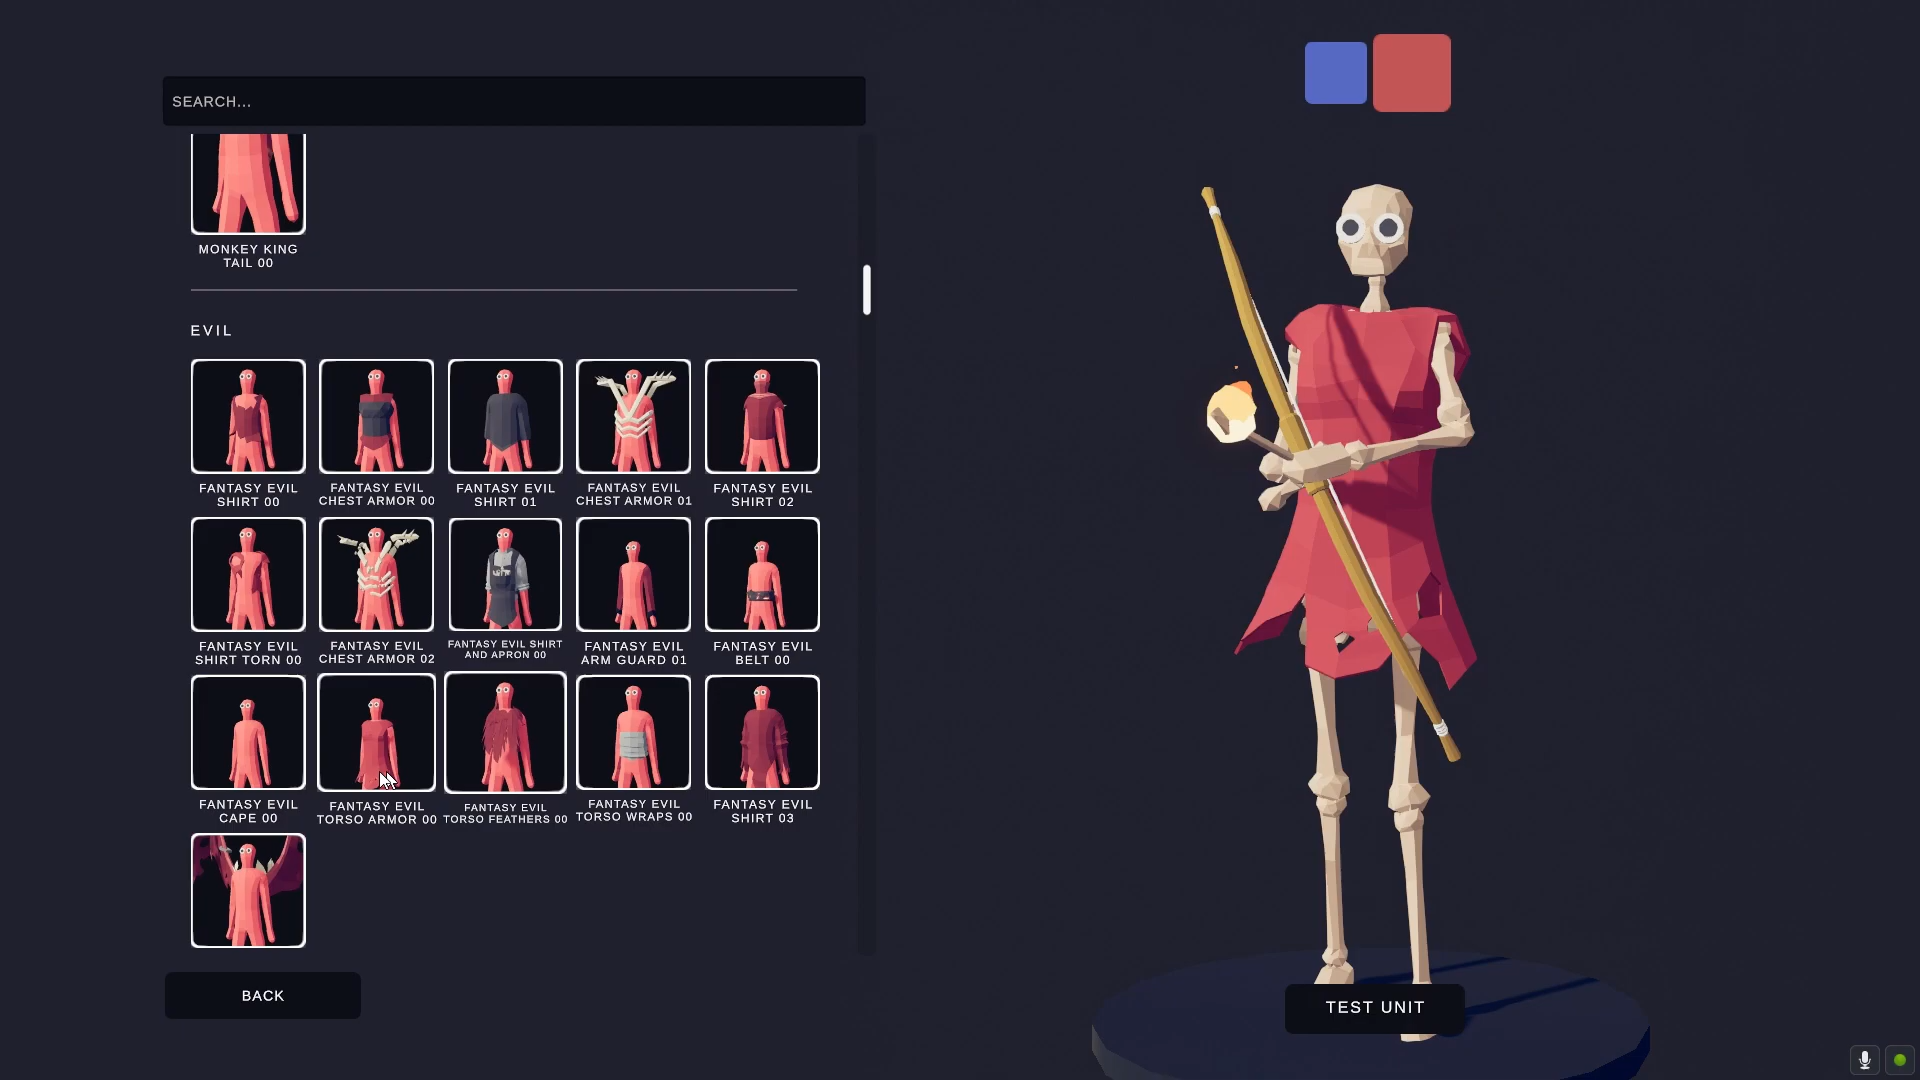 SEARCH...
MONKEY KING
TAIL 00
EVIL
FANTASY EVIL
SHIRT 00
FANTASY EVIL
CHEST ARMOR 00
FANTASY EVIL
SHIRT 01
FANTASY EVIL
CHEST ARMOR 01
FANTASY EVIL
SHIRT 02
FANTASY EVIL
SHIRT TORN 00
FANTASY EVIL
CHEST ARMOR 02
FANTASY EVIL SHIRT
AND APRON 00
FANTASY EVIL
ARM GUARD 01
FANTASY EVIL
BELT 00
FANTASY EVIL
CAPE 00
FANTASY EVIL
TORSO ARMOR 00
FANTASY EVIL
TORSO FEATHERS 00
FANTASY EVIL
TORSO WRAPS 00
FANTASY EVIL
SHIRT 03
BACK
TEST UNIT